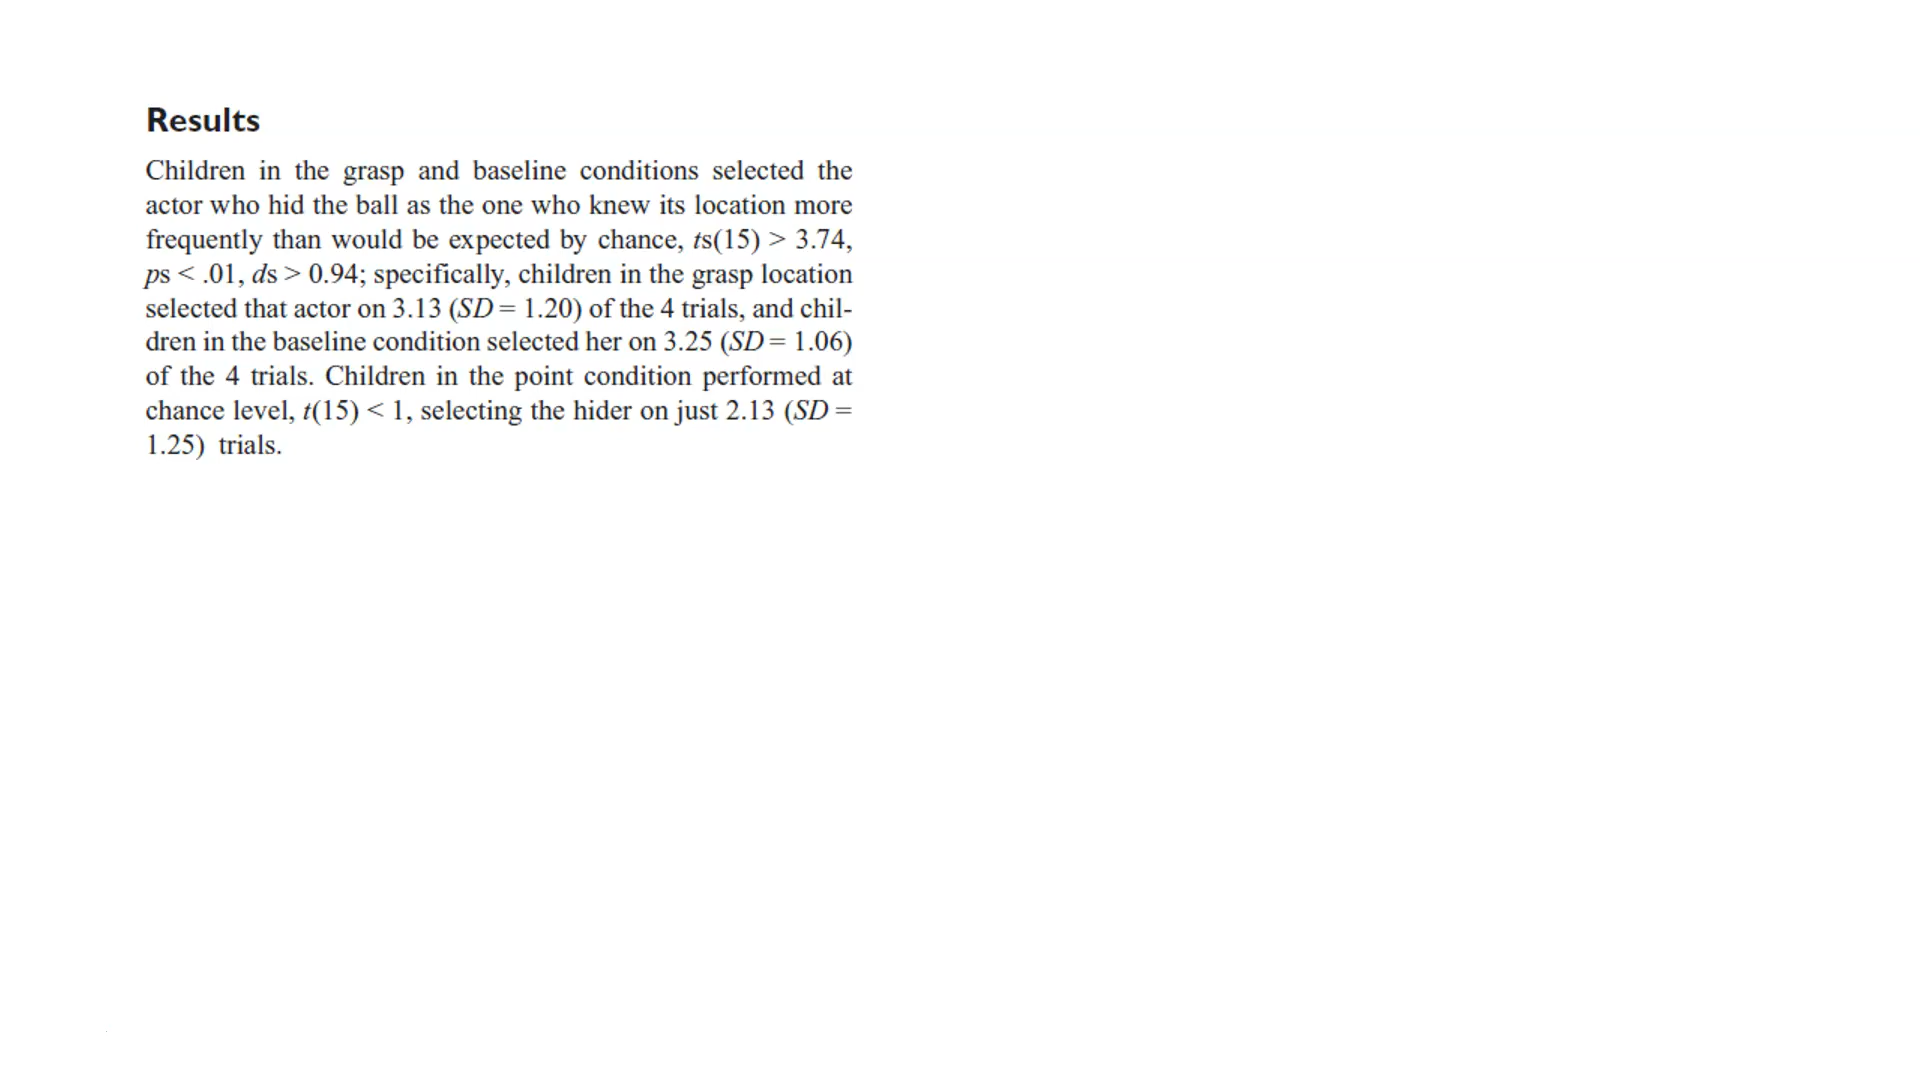 Results
Children in the grasp and baseline conditions selected the
actor who hid the ball as the one who knew its location more
frequently than would be expected by chance, ts(15) > 3.74,
ps < .01, ds > 0.94; specifically, children in the grasp location
selected that actor on 3.13 (SD = 1.20) of the 4 trials, and chil-
dren in the baseline condition selected her on 3.25 (SD = 1.06)
of the 4 trials. Children in the point condition performed at
chance level, t(15) < 1, selecting the hider on just 2.13 (SD =
1.25) trials.